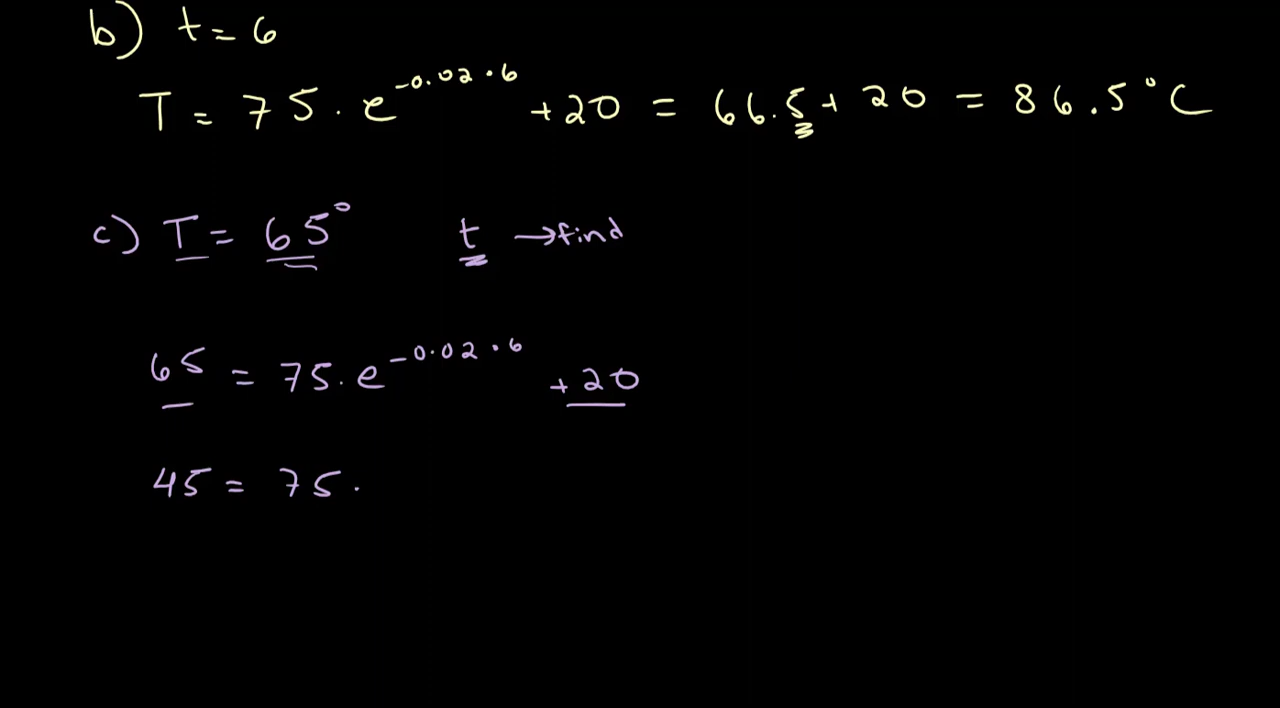 b) t = 6
T = 75 · e^{-0.02 · 6} + 20 = 66.5 + 20 = 86.5° C
c) T = 65° t → find
65 = 75 · e^{-0.02 · 6} + 20
45 = 75 ·